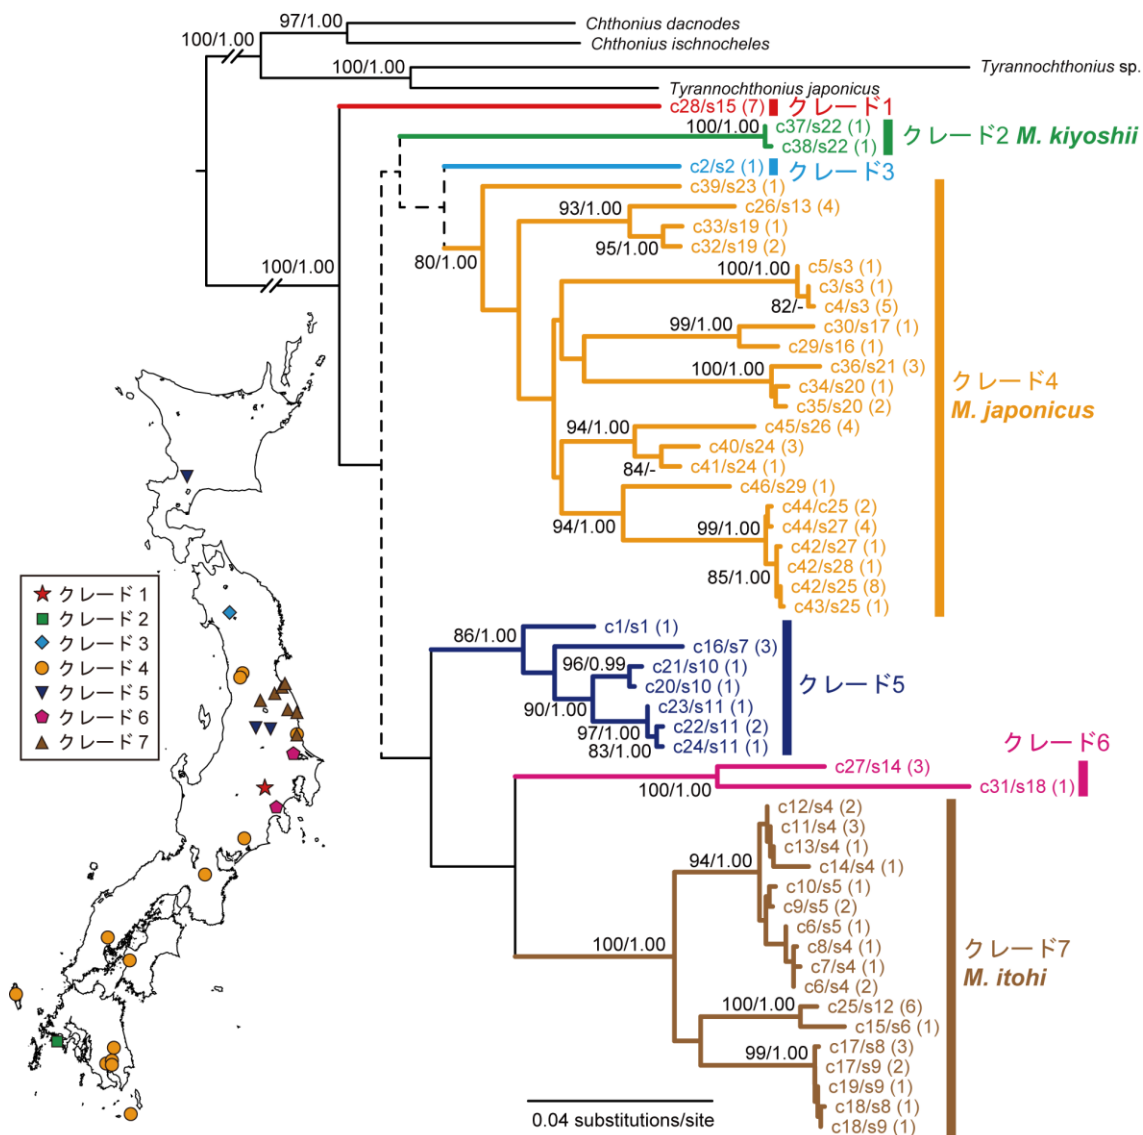 97/1.00
Chthonius dacnodes
100/1.00
Chthonius ischnocheles
100/1.00
Tyrannochthonius sp.
Tyrannochthonius japonicus
c28/s15 (7)
クレード1
100/1.00
c37/s22 (1)
c38/s22 (1)
クレード2 M. kiyoshii
c2/s2 (1)
クレード3
c39/s23 (1)
93/1.00
c26/s13 (4)
c33/s19 (1)
95/1.00
c32/s19 (2)
80/1.00
100/1.00
100/1.00
c5/s3 (1)
c3/s3 (1)
82/-
c4/s3 (5)
99/1.00
c30/s17 (1)
c29/s16 (1)
100/1.00
c36/s21 (3)
c34/s20 (1)
c35/s20 (2)
クレード4
M. japonicus
94/1.00
c45/s26 (4)
c40/s24 (3)
84/-
c41/s24 (1)
c46/s29 (1)
94/1.00
99/1.00
c44/c25 (2)
c44/s27 (4)
c42/s27 (1)
c42/s28 (1)
85/1.00
c42/s25 (8)
c43/s25 (1)
クレード1
クレード2
クレード3
クレード4
クレード5
クレード6
クレード7
86/1.00
c1/s1 (1)
c16/s7 (3)
96/0.99
c21/s10 (1)
c20/s10 (1)
90/1.00
c23/s11 (1)
97/1.00
c22/s11 (2)
83/1.00
c24/s11 (1)
クレード5
クレード6
c27/s14 (3)
100/1.00
c31/s18 (1)
c12/s4 (2)
c11/s4 (3)
c13/s4 (1)
94/1.00
c14/s4 (1)
c10/s5 (1)
c9/s5 (2)
c6/s5 (1)
100/1.00
c8/s4 (1)
c7/s4 (1)
c6/s4 (2)
クレード7
M. itohi
100/1.00
c25/s12 (6)
c15/s6 (1)
99/1.00
c17/s8 (3)
c17/s9 (2)
c19/s9 (1)
c18/s8 (1)
c18/s9 (1)
0.04 substitutions/site